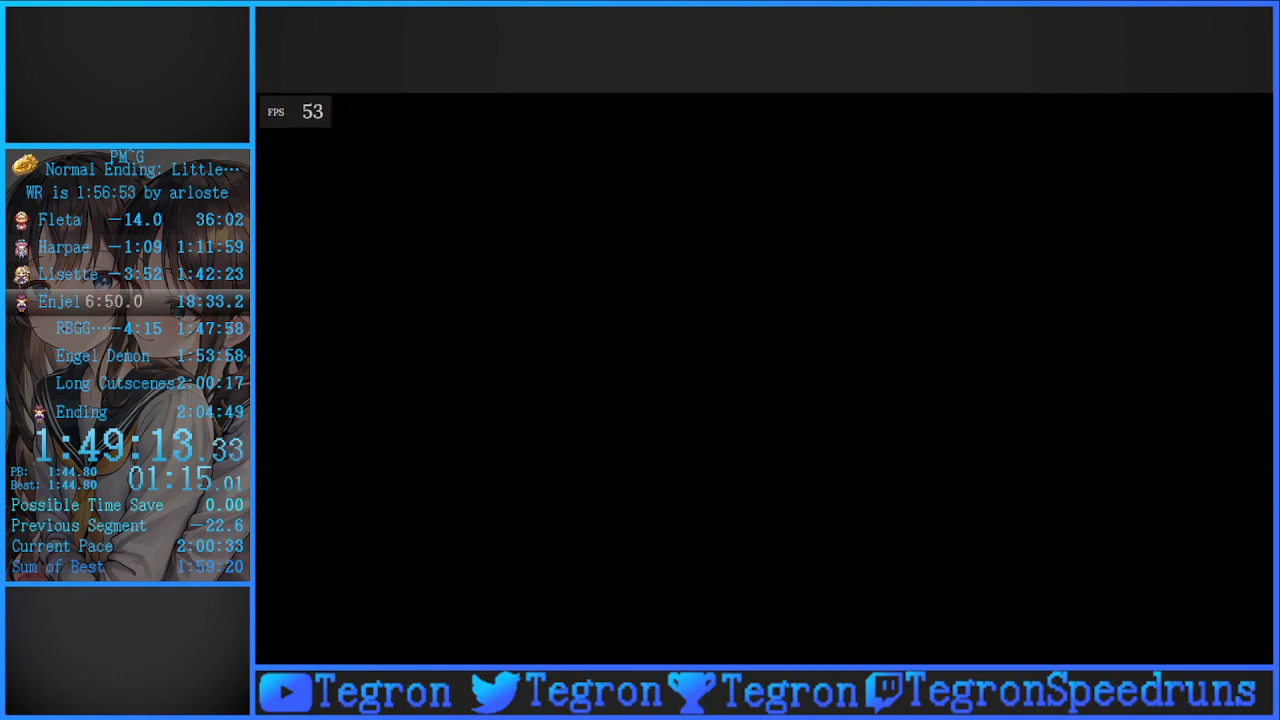 FPS 53
PM~G
Normal Ending: Little…
WR is 1:56:53 by arloste
Fleta -14.0 36:02
Harpae -1:09 1:11:59
Lisette -3:52 1:42:23
Enjel 6:50.0 18:33.2
RBGG…-4:15 1:47:58
Engel Demon 1:53:58
Long Cutscenes 2:00:17
Ending 2:04:49
1:49:13.33
PB: 1:44.80
Best: 1:44.80
01:15.01
Possible Time Save 0.00
Previous Segment -22.6
Current Pace 2:00:33
Sum of Best 1:59:20
Tegron Tegron Tegron TegronSpeedruns